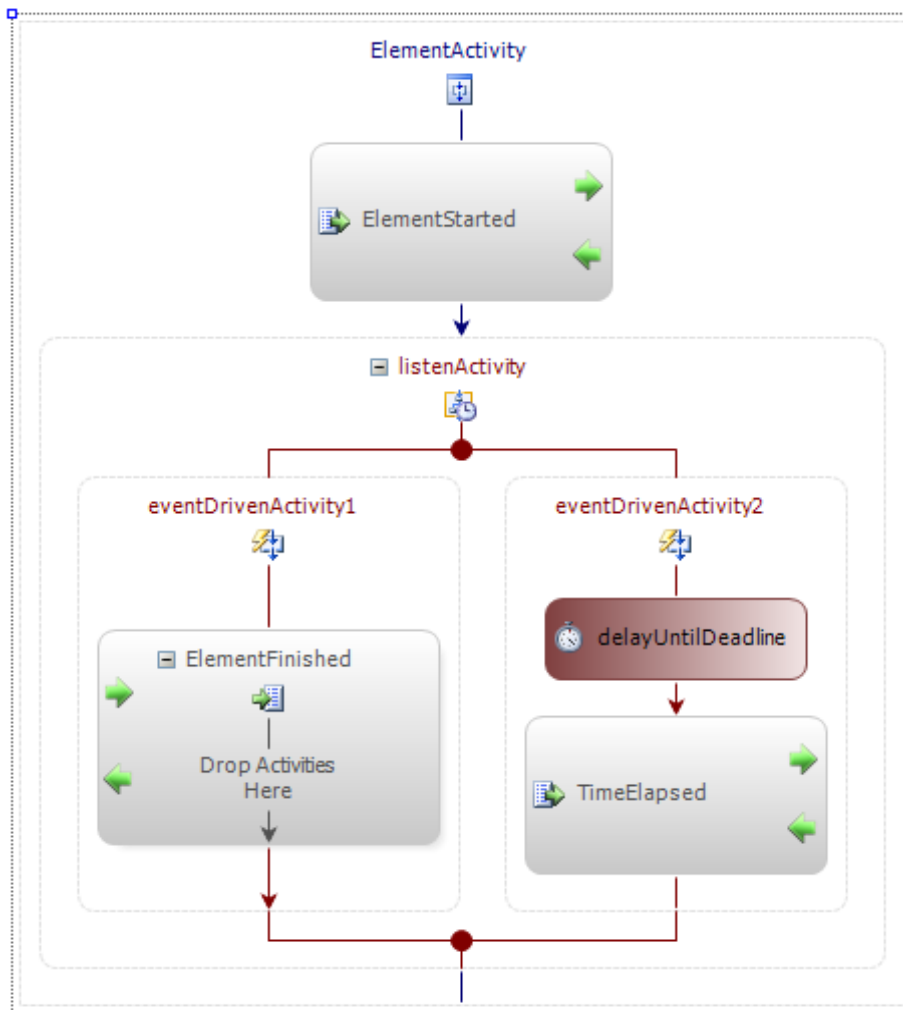 ElementActivity
ElementStarted
listenActivity
eventDrivenActivity1
eventDrivenActivity2
delayUntilDeadline
ElementFinished
Drop Activities
Here
TimeElapsed